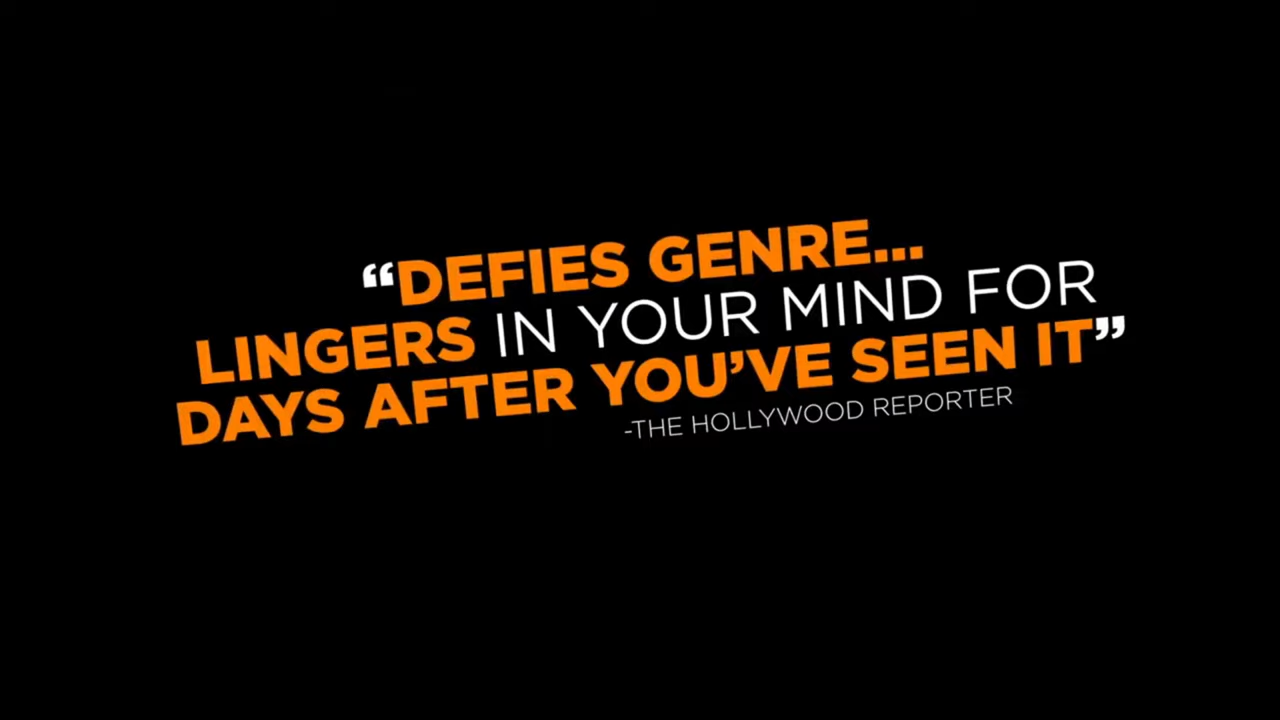 “DEFIES GENRE...
LINGERS IN YOUR MIND FOR
DAYS AFTER YOU’VE SEEN IT”
-THE HOLLYWOOD REPORTER